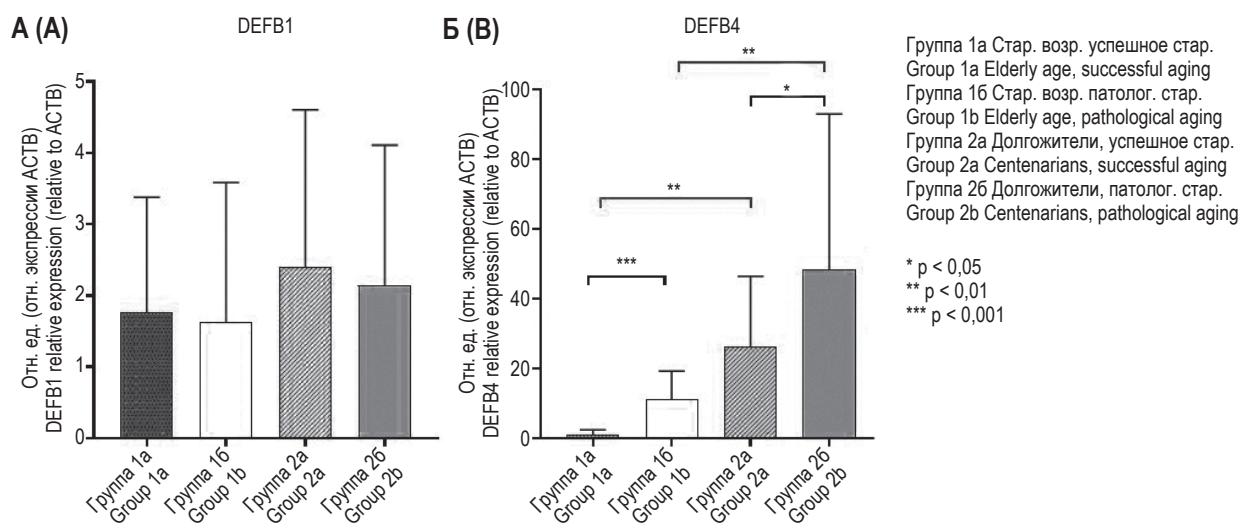 А (A)
DEFB1
Отн. ед. (отн. экспрессии ACTB)
DEFB1 relative expression (relative to ACTB)
5
4
3
2
1
0
Группа 1а
Group 1a
Группа 1б
Group 1b
Группа 2а
Group 2a
Группа 2б
Group 2b
Б (B)
DEFB4
Отн. ед. (отн. экспрессии ACTB)
DEFB4 relative expression (relative to ACTB)
100
80
60
40
20
0
**
*
**
***
Группа 1а
Group 1a
Группа 1б
Group 1b
Группа 2а
Group 2a
Группа 2б
Group 2b
Группа 1а Стар. возр. успешное стар.
Group 1a Elderly age, successful aging
Группа 1б Стар. возр. патолог. стар.
Group 1b Elderly age, pathological aging
Группа 2а Долгожители, успешное стар.
Group 2a Centenarians, successful aging
Группа 2б Долгожители, патолог. стар.
Group 2b Centenarians, pathological aging
* p < 0,05
** p < 0,01
*** p < 0,001